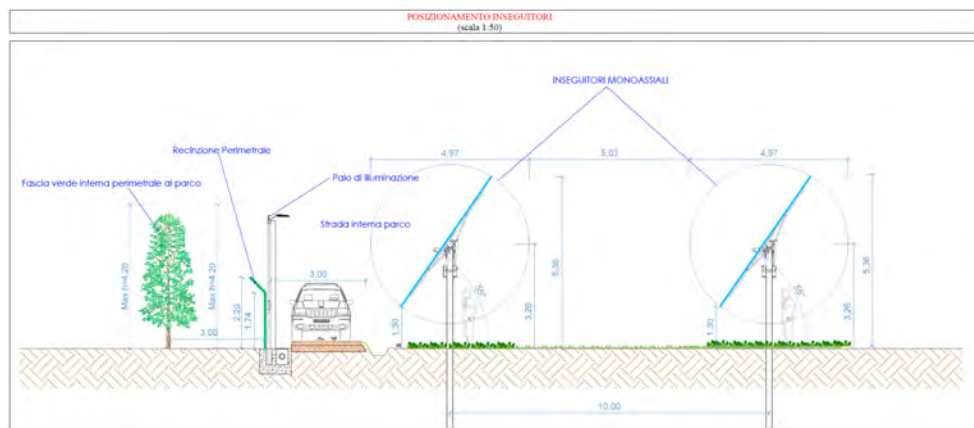 POSIZIONAMENTO INSEGUITORI
(scala 1:50)
INSEGUITORI MONOASSIALI
Recinzione Perimetrale
4,97
5,03
4,97
Fascia verde interna perimetrale al parco
Palo di illuminazione
Strada interna parco
Max h=4.20
Max h=4.20
3,00
2,20
1,74
3,00
1,30
5,36
3,26
1,30
5,36
3,26
10,00